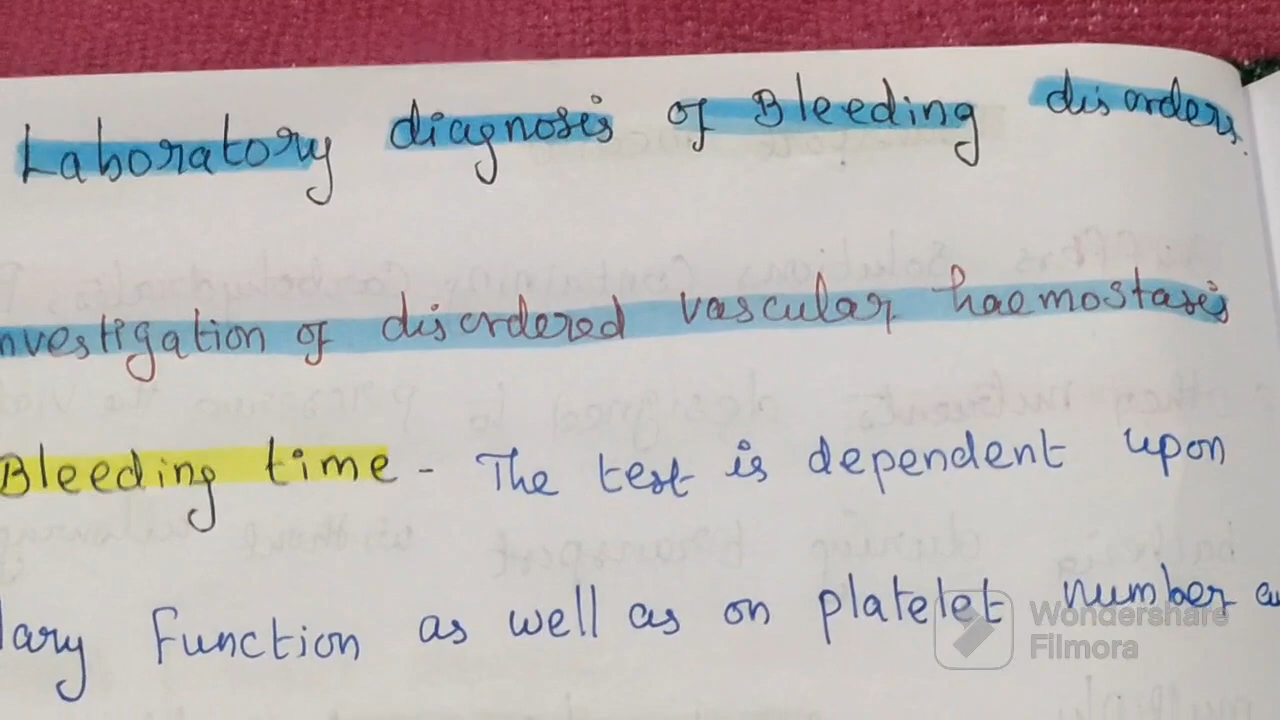 Laboratory diagnosis of Bleeding disorders.
nvestigation of disordered vascular haemostasis
Bleeding time - The test is dependent upon
lary function as well as on platelet number a
Wondershare
Filmora